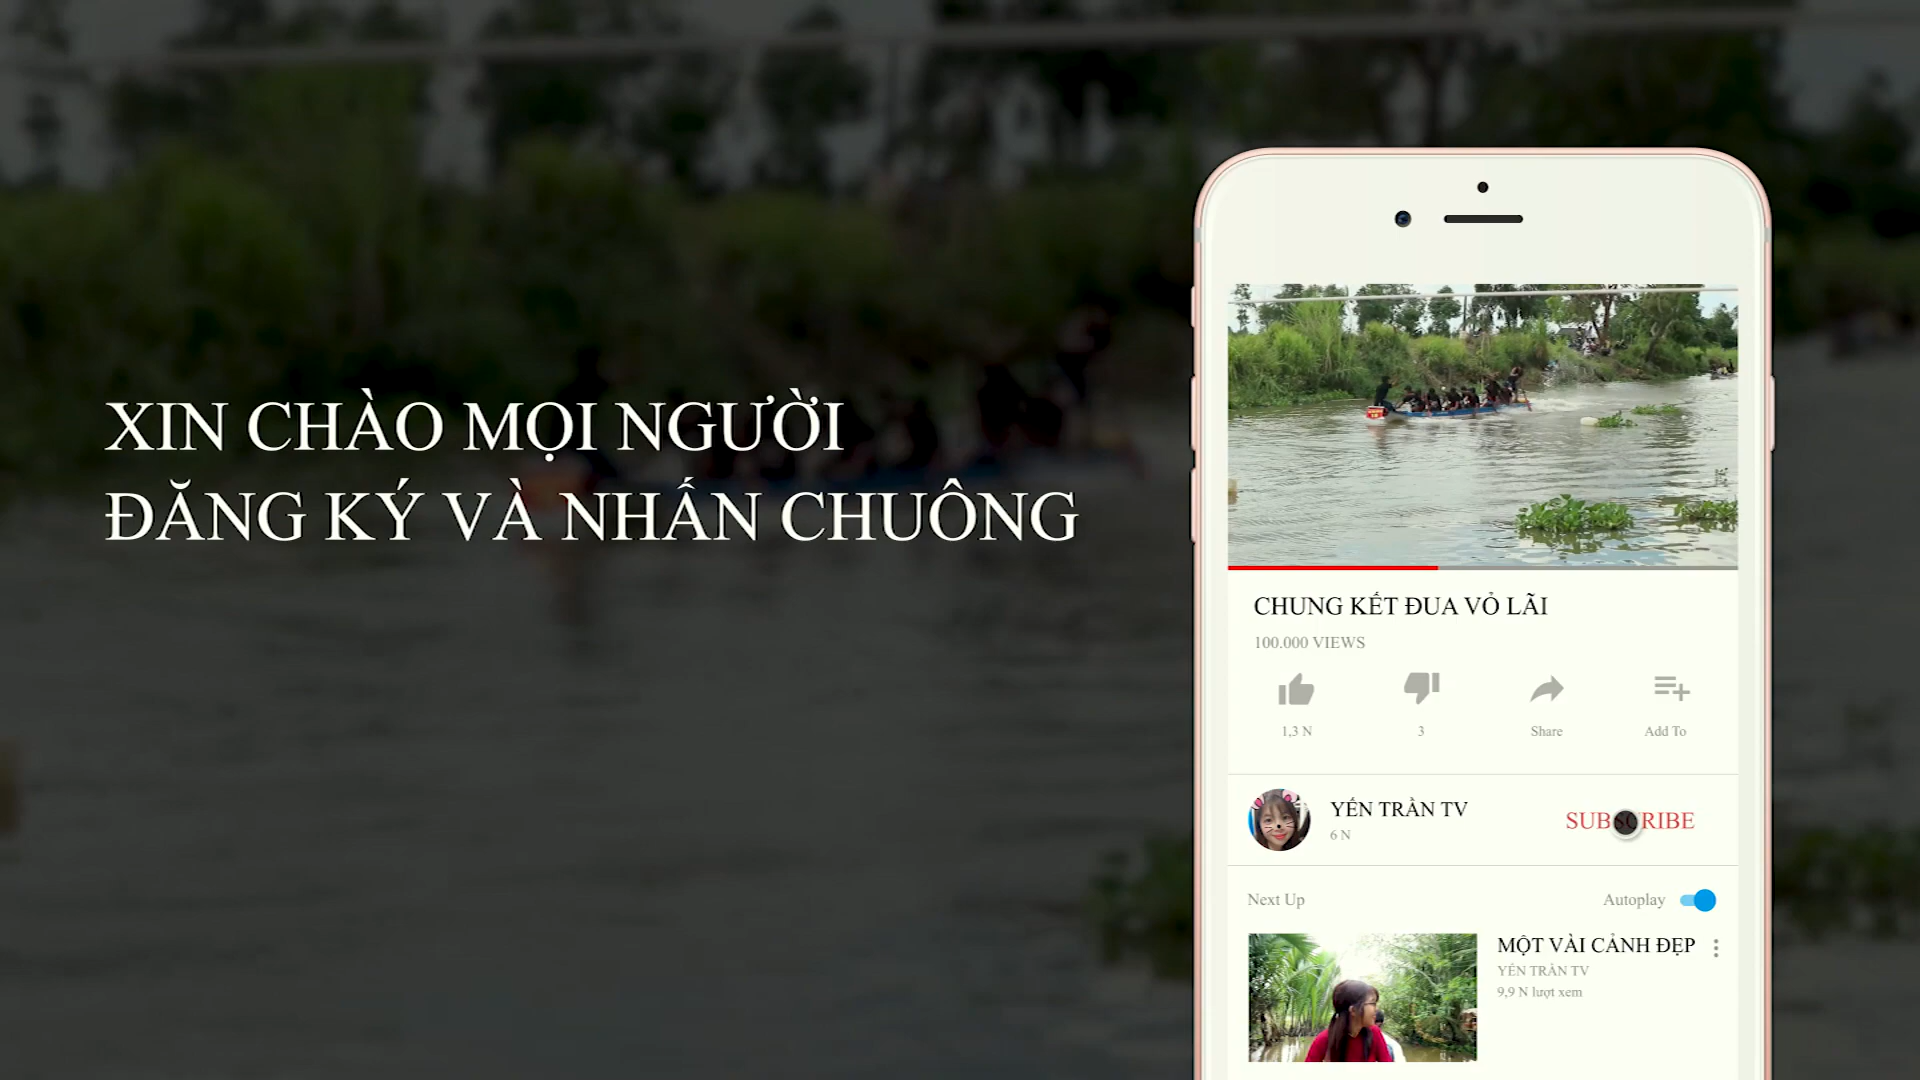 XIN CHÀO MỌI NGƯỜI
ĐĂNG KÝ VÀ NHẤN CHUÔNG
CHUNG KẾT ĐUA VỎ LÃI
100.000 VIEWS
1,3 N
3
Share
Add To
YẾN TRẦN TV
6 N
SUBSCRIBE
Next Up
Autoplay
MỘT VÀI CẢNH ĐẸP
YẾN TRẦN TV
9,9 N lượt xem